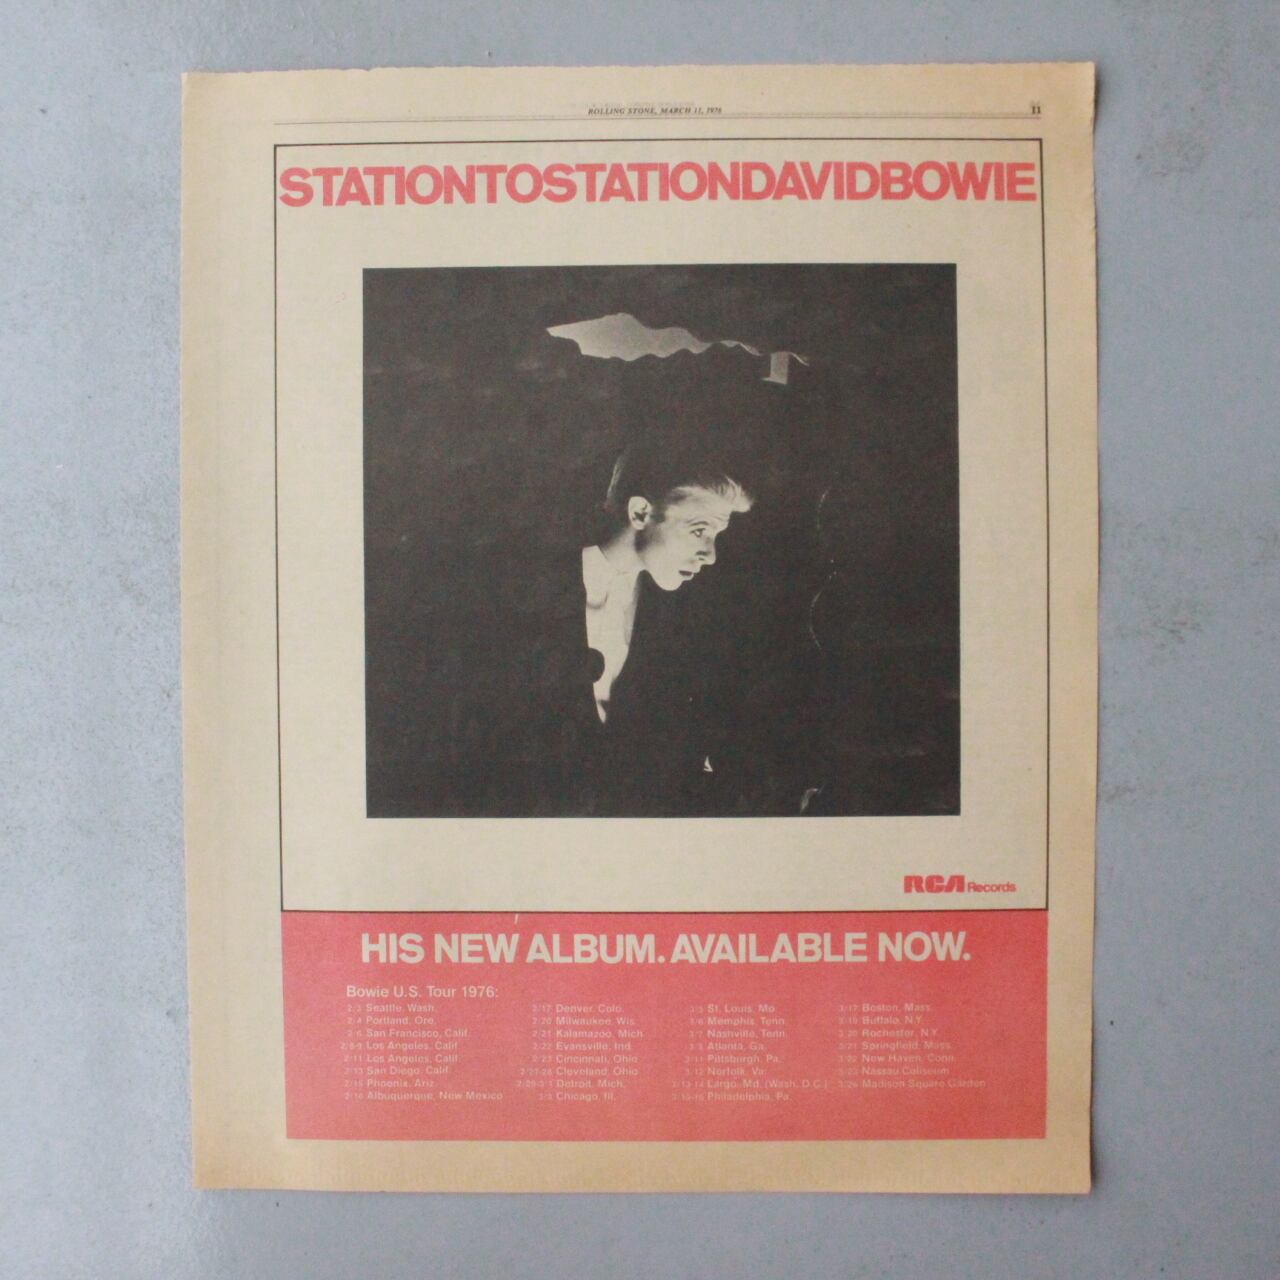 ROLLING STONE, MARCH 11, 1976
11
STATIONTOSTATIONDAVIDBOWIE
RCA Records
HIS NEW ALBUM. AVAILABLE NOW.
Bowie U.S. Tour 1976:
2/3 Seattle, Wash.
2/4 Portland, Ore.
2/6 San Francisco, Calif.
2/8-9 Los Angeles, Calif.
2/11 Los Angeles, Calif.
2/13 San Diego, Calif.
2/15 Phoenix, Ariz.
2/16 Albuquerque, New Mexico
2/17 Denver, Colo.
2/20 Milwaukee, Wis.
2/21 Kalamazoo, Mich.
2/22 Evansville, Ind.
2/23 Cincinnati, Ohio
2/27-28 Cleveland, Ohio
2/29-3/1 Detroit, Mich.
3/3 Chicago, Ill.
3/5 St. Louis, Mo.
3/6 Memphis, Tenn.
3/7 Nashville, Tenn.
Atlanta, Ga.
3/11 Pittsburgh, Pa.
3/12 Norfolk, Va.
3/13-14 Largo, Md. (Wash, D.C.)
3/15-16 Philadelphia, Pa.
3/17 Boston, Mass.
3/19 Buffalo, N.Y.
3/20 Rochester, N.Y.
3/21 Springfield, Mass.
3/22 New Haven, Conn.
3/23 Nassau Coliseum
3/26 Madison Square Garden